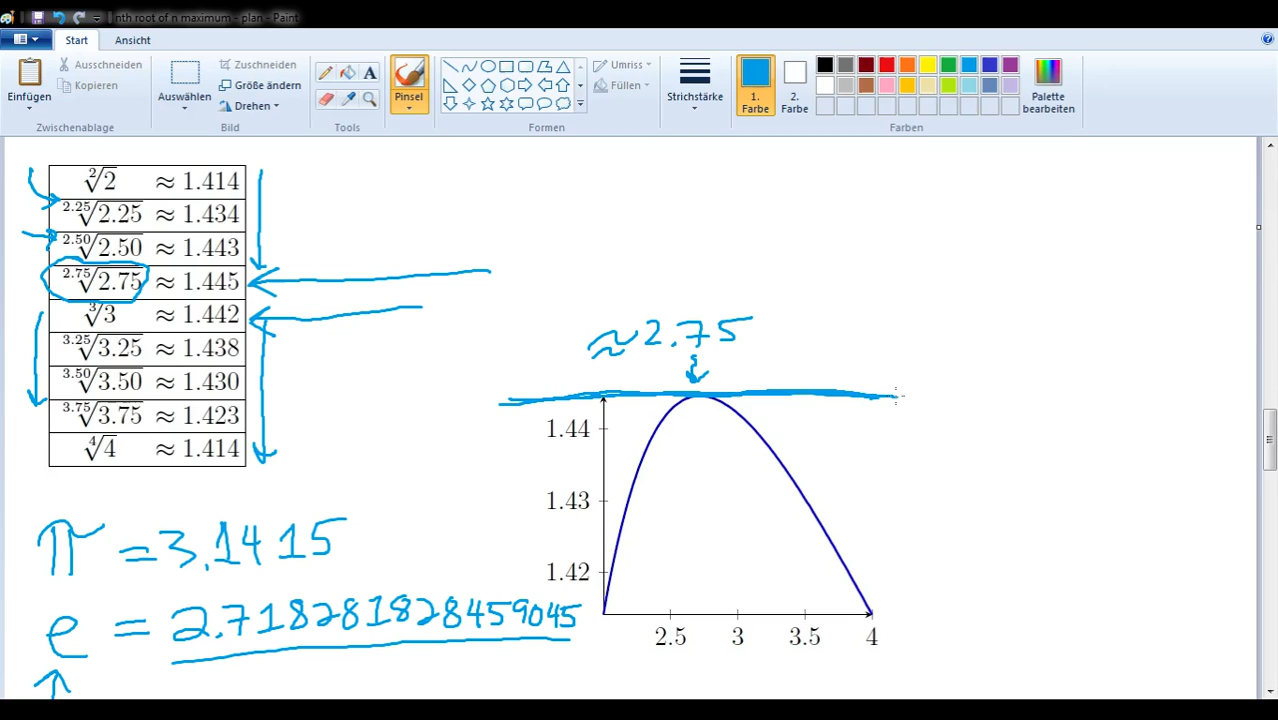 nth root of n maximum - plan - Paint
Start Ansicht
Einfügen
Ausschneiden
Kopieren
Zwischenablage
Auswählen
Zuschneiden
Größe ändern
Drehen
Bild
A
Tools
Pinsel
Umriss
Füllen
Formen
Strichstärke
1. Farbe
2. Farbe
Palette bearbeiten
Farben
²√2 ≈ 1.414
2.25√2.25 ≈ 1.434
2.50√2.50 ≈ 1.443
2.75√2.75 ≈ 1.445
³√3 ≈ 1.442
3.25√3.25 ≈ 1.438
3.50√3.50 ≈ 1.430
3.75√3.75 ≈ 1.423
⁴√4 ≈ 1.414
≈2.75
1.44
1.43
1.42
2.5 3 3.5 4
π = 3.1415
e = 2.718281828459045